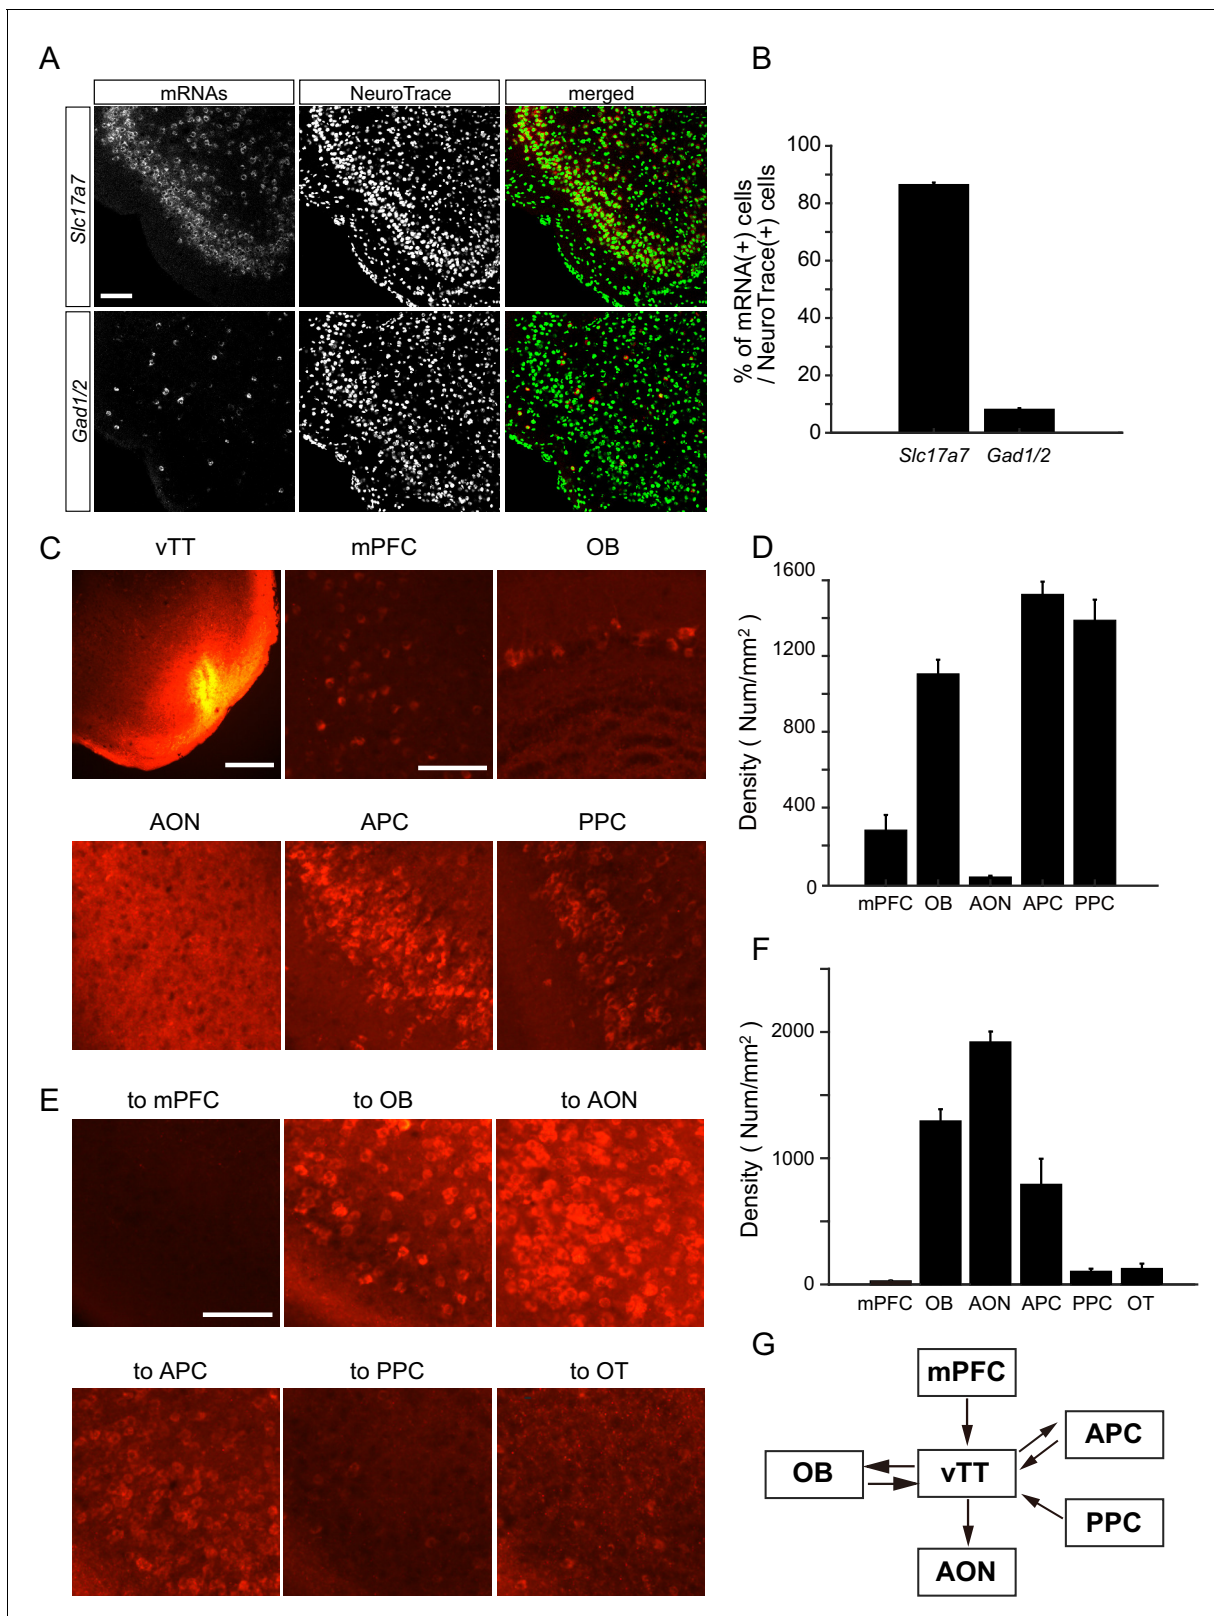 A
mRNAs
NeuroTrace
merged
Slc17a7
Gad1/2
B
% of mRNA(+) cells
/ NeuroTrace(+) cells
100
80
60
40
20
0
Slc17a7
Gad1/2
C
vTT
mPFC
OB
AON
APC
PPC
D
Density ( Num/mm²)
1600
1200
800
400
0
mPFC
OB
AON
APC
PPC
E
to mPFC
to OB
to AON
to APC
to PPC
to OT
F
Density ( Num/mm²)
2000
1000
0
mPFC
OB
AON
APC
PPC
OT
G
mPFC
APC
OB
vTT
PPC
AON